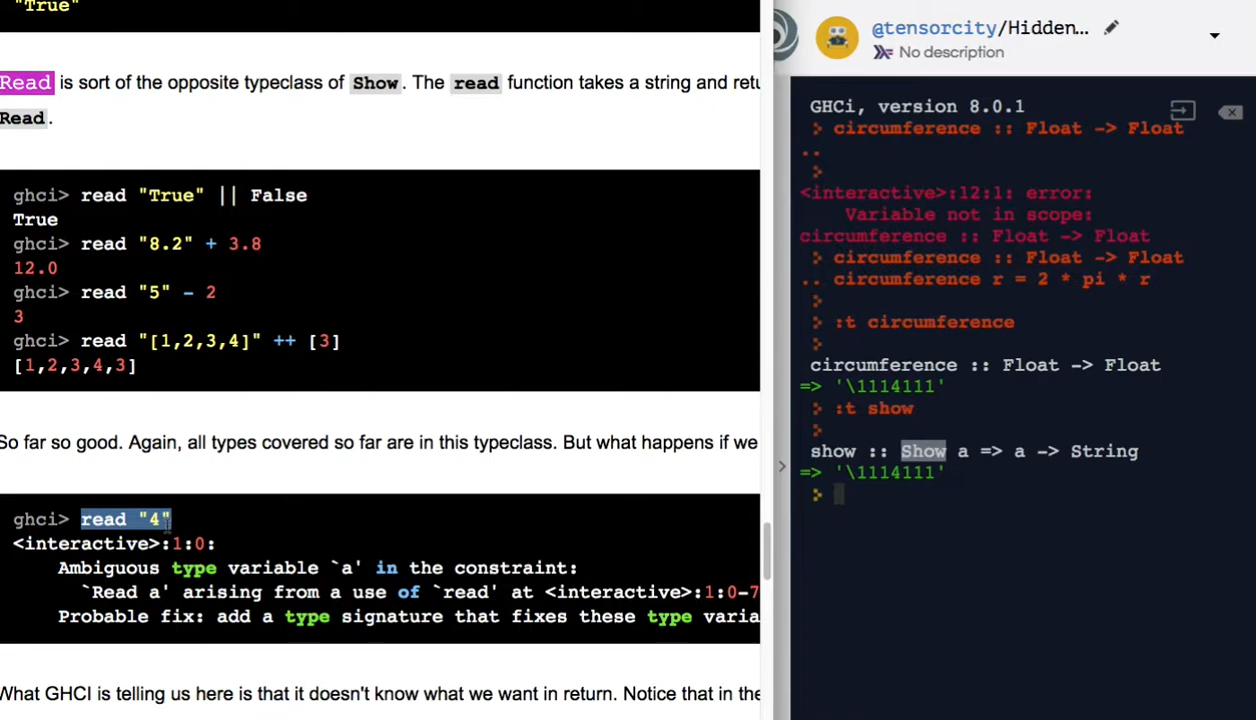 "True"
Read is sort of the opposite typeclass of Show. The read function takes a string and retu
Read.
ghci> read "True" || False
True
ghci> read "8.2" + 3.8
12.0
ghci> read "5" - 2
3
ghci> read "[1,2,3,4]" ++ [3]
[1,2,3,4,3]
So far so good. Again, all types covered so far are in this typeclass. But what happens if we
ghci> read "4"
<interactive>:1:0:
Ambiguous type variable `a' in the constraint:
`Read a' arising from a use of `read' at <interactive>:1:0-7
Probable fix: add a type signature that fixes these type varia
What GHCI is telling us here is that it doesn't know what we want in return. Notice that in the
@tensorcity/Hidden...
No description
GHCi, version 8.0.1
circumference :: Float -> Float
..
<interactive>:12:1: error:
Variable not in scope:
circumference :: Float -> Float
circumference :: Float -> Float
.. circumference r = 2 * pi * r
:t circumference
circumference :: Float -> Float
=> '\1114111'
:t show
show :: Show a => a -> String
=> '\1114111'